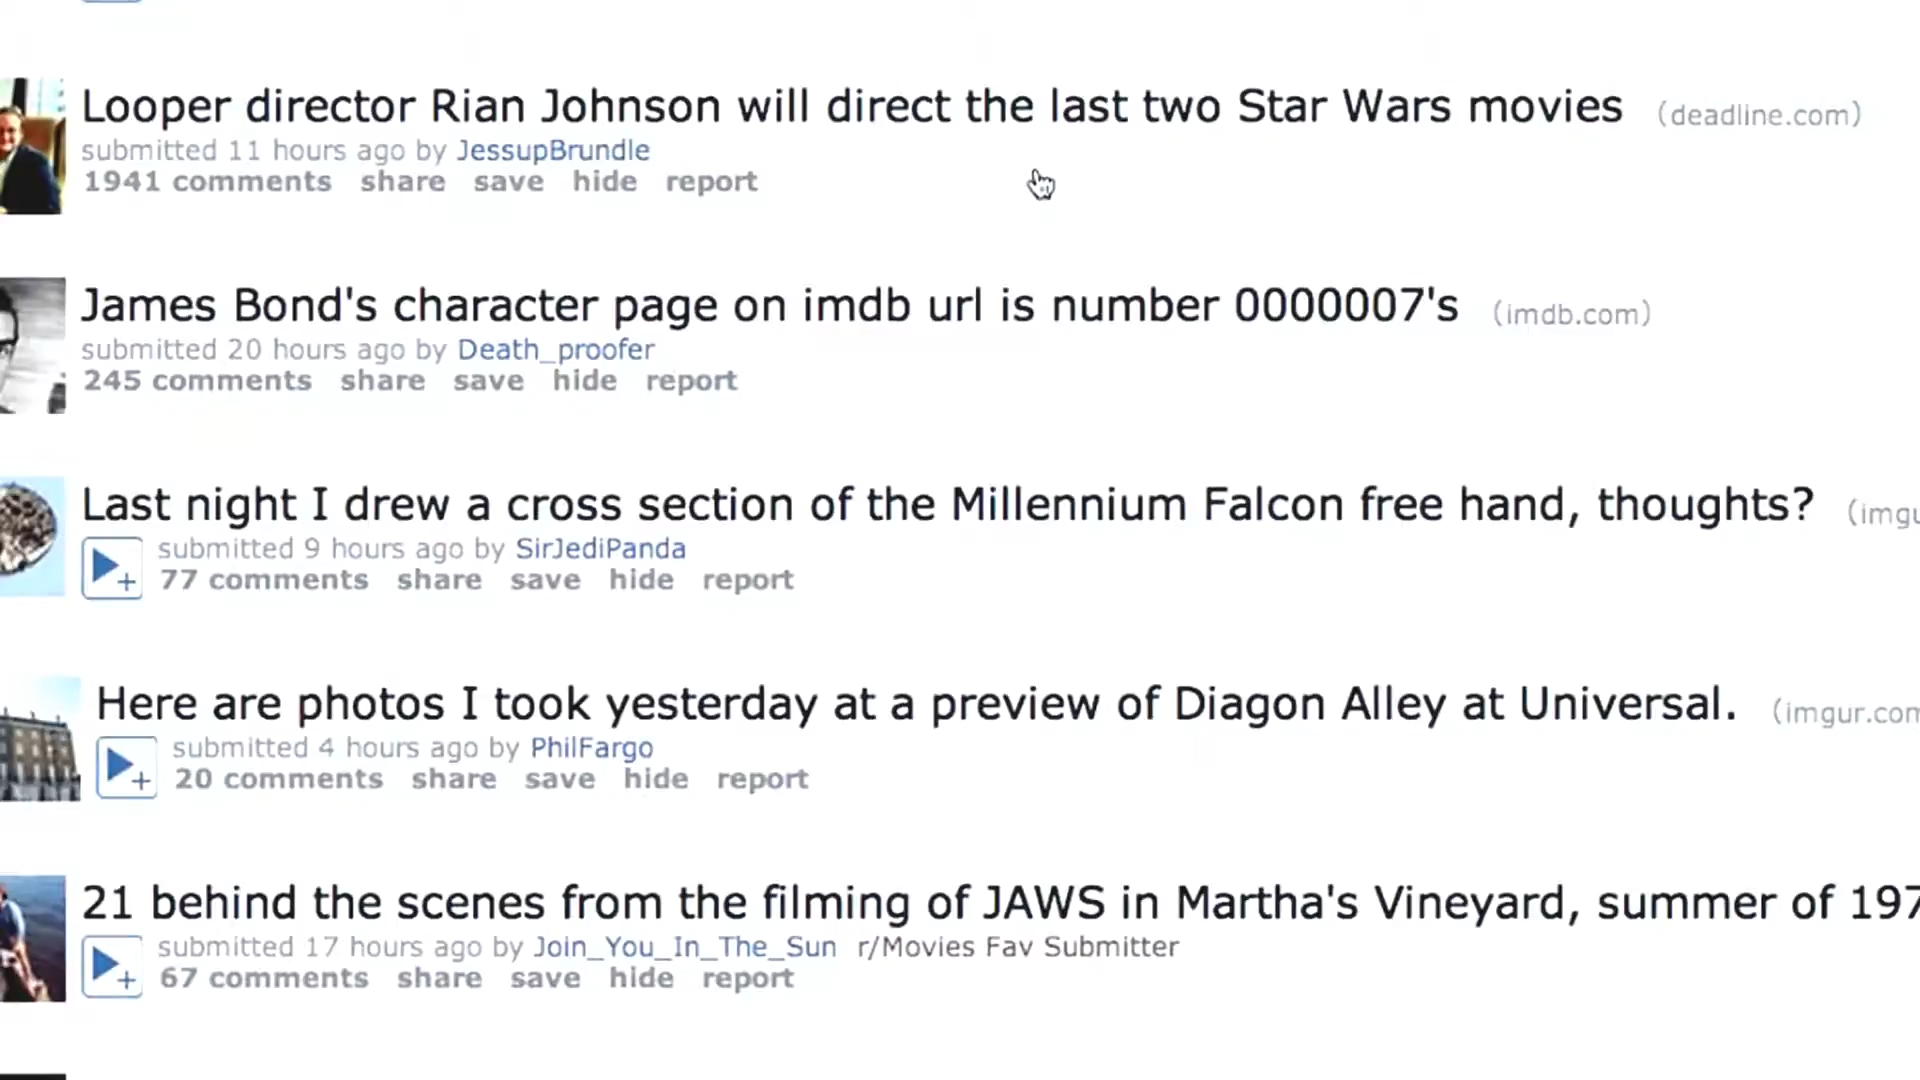 Looper director Rian Johnson will direct the last two Star Wars movies (deadline.com)
submitted 11 hours ago by JessupBrundle
1941 comments share save hide report
James Bond's character page on imdb url is number 0000007's (imdb.com)
submitted 20 hours ago by Death_proofer
245 comments share save hide report
Last night I drew a cross section of the Millennium Falcon free hand, thoughts? (imgu
submitted 9 hours ago by SirJediPanda
77 comments share save hide report
Here are photos I took yesterday at a preview of Diagon Alley at Universal. (imgur.com
submitted 4 hours ago by PhilFargo
20 comments share save hide report
21 behind the scenes from the filming of JAWS in Martha's Vineyard, summer of 197
submitted 17 hours ago by Join_You_In_The_Sun r/Movies Fav Submitter
67 comments share save hide report